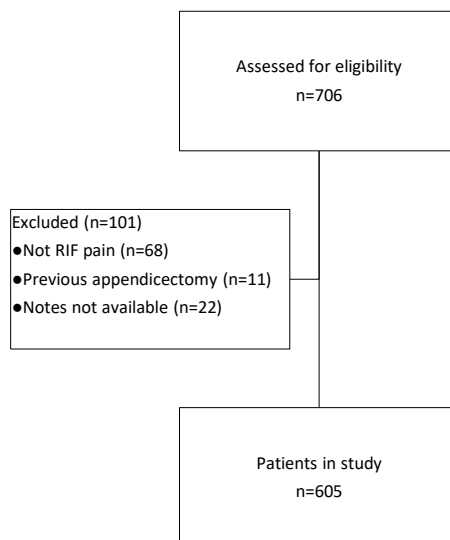 Assessed for eligibility
n=706
Excluded (n=101)
●Not RIF pain (n=68)
●Previous appendicectomy (n=11)
●Notes not available (n=22)
Patients in study
n=605